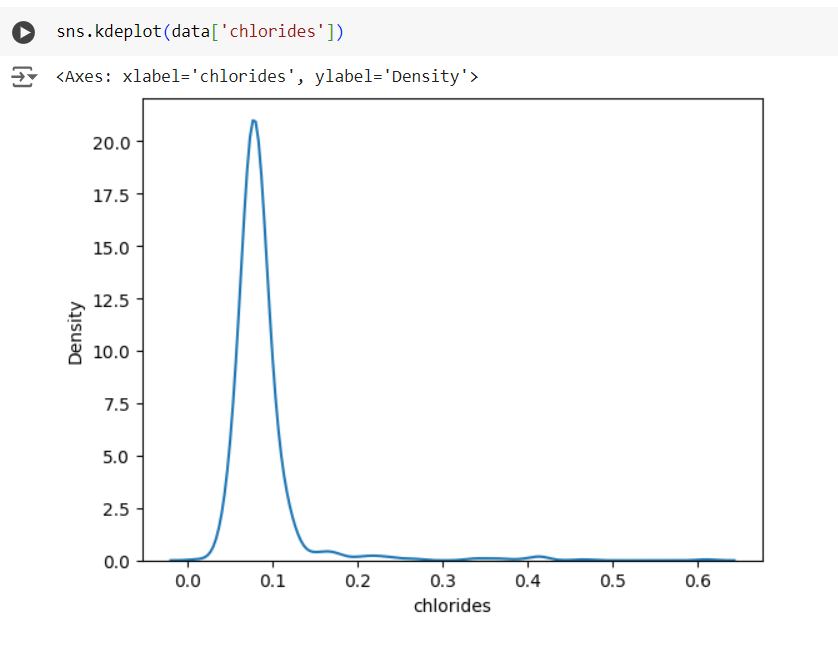 sns.kdeplot(data['chlorides'])
<Axes: xlabel='chlorides', ylabel='Density'>
20.0
17.5
15.0
12.5
10.0
7.5
5.0
2.5
0.0
Density
0.0 0.1 0.2 0.3 0.4 0.5 0.6
chlorides